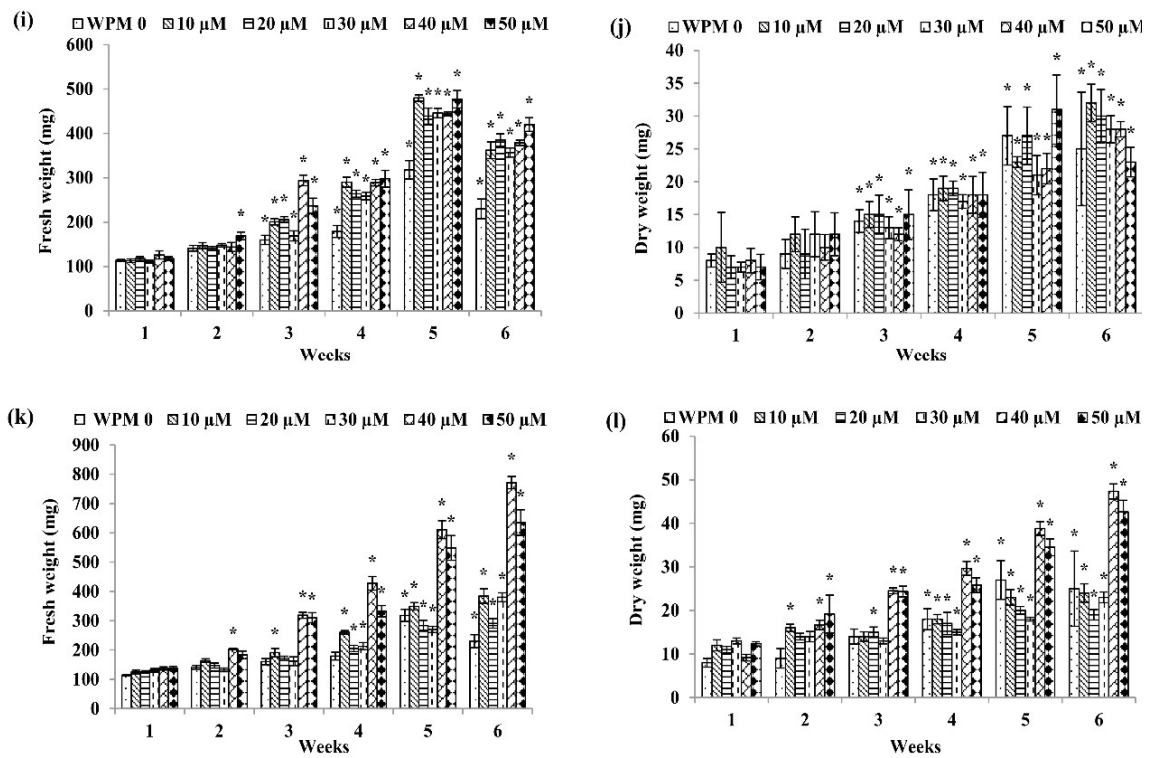 (i)
WPM 0 10 µM 20 µM 30 µM 40 µM 50 µM
600
500
400
300
200
100
0
Fresh weight (mg)
* * * * * * * * * * * * * * * * * * * * * * * *
1 2 3 4 5 6
Weeks
(j)
WPM 0 10 µM 20 µM 30 µM 40 µM 50 µM
40
35
30
25
20
15
10
5
0
Dry weight (mg)
* * * * * * * * * * * * * * * * * * * * * * * *
1 2 3 4 5 6
Weeks
(k)
WPM 0 10 µM 20 µM 30 µM 40 µM 50 µM
900
800
700
600
500
400
300
200
100
0
Fresh weight (mg)
* * * * * * * * * * * * * * * * * * * * *
1 2 3 4 5 6
Weeks
(l)
WPM 0 10 µM 20 µM 30 µM 40 µM 50 µM
60
50
40
30
20
10
0
Dry weight (mg)
* * * * * * * * * * * * * * * * * * * * * * * *
1 2 3 4 5 6
Weeks